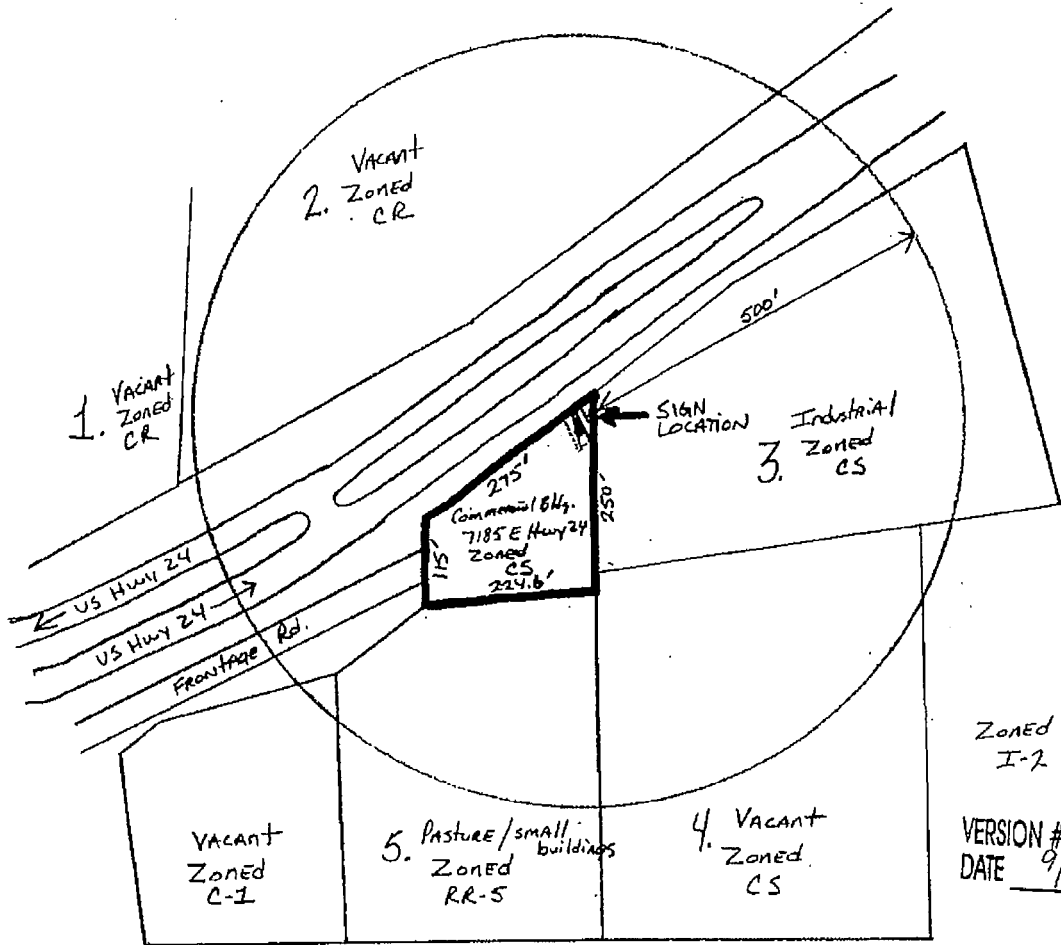 2. VACANT
Zoned
CR
1. VACANT
Zoned
CR
500'
SIGN
LOCATION
3. Industrial
Zoned
CS
275'
Commercial Bldg.
7185 E Hwy 24
Zoned
CS
224.6'
115'
250'
US Hwy 24
US Hwy 24
Frontage Rd.
VACANT
Zoned
C-1
5. Pasture/small
buildings
Zoned
RR-5
4. VACANT
Zoned
CS
Zoned
I-2
VERSION #
DATE 9/